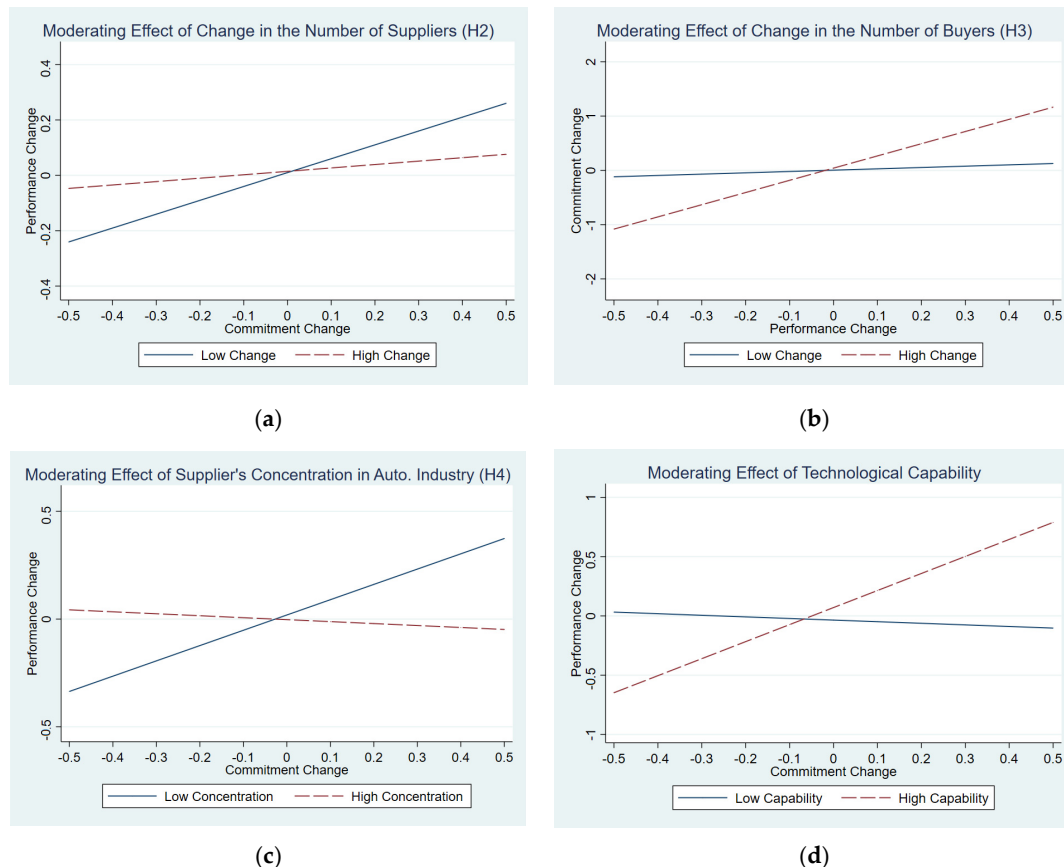 Moderating Effect of Change in the Number of Suppliers (H2)
Performance Change
0.4
0.2
0
-0.2
-0.4
-0.5 -0.4 -0.3 -0.2 -0.1 0 0.1 0.2 0.3 0.4 0.5
Commitment Change
Low Change High Change
(a)
Moderating Effect of Change in the Number of Buyers (H3)
Commitment Change
2
1
0
-1
-2
-0.5 -0.4 -0.3 -0.2 -0.1 0 0.1 0.2 0.3 0.4 0.5
Performance Change
Low Change High Change
(b)
Moderating Effect of Supplier's Concentration in Auto. Industry (H4)
Performance Change
0.5
0
-0.5
-0.5 -0.4 -0.3 -0.2 -0.1 0 0.1 0.2 0.3 0.4 0.5
Commitment Change
Low Concentration High Concentration
(c)
Moderating Effect of Technological Capability
Performance Change
1
0.5
0
-0.5
-1
-0.5 -0.4 -0.3 -0.2 -0.1 0 0.1 0.2 0.3 0.4 0.5
Commitment Change
Low Capability High Capability
(d)